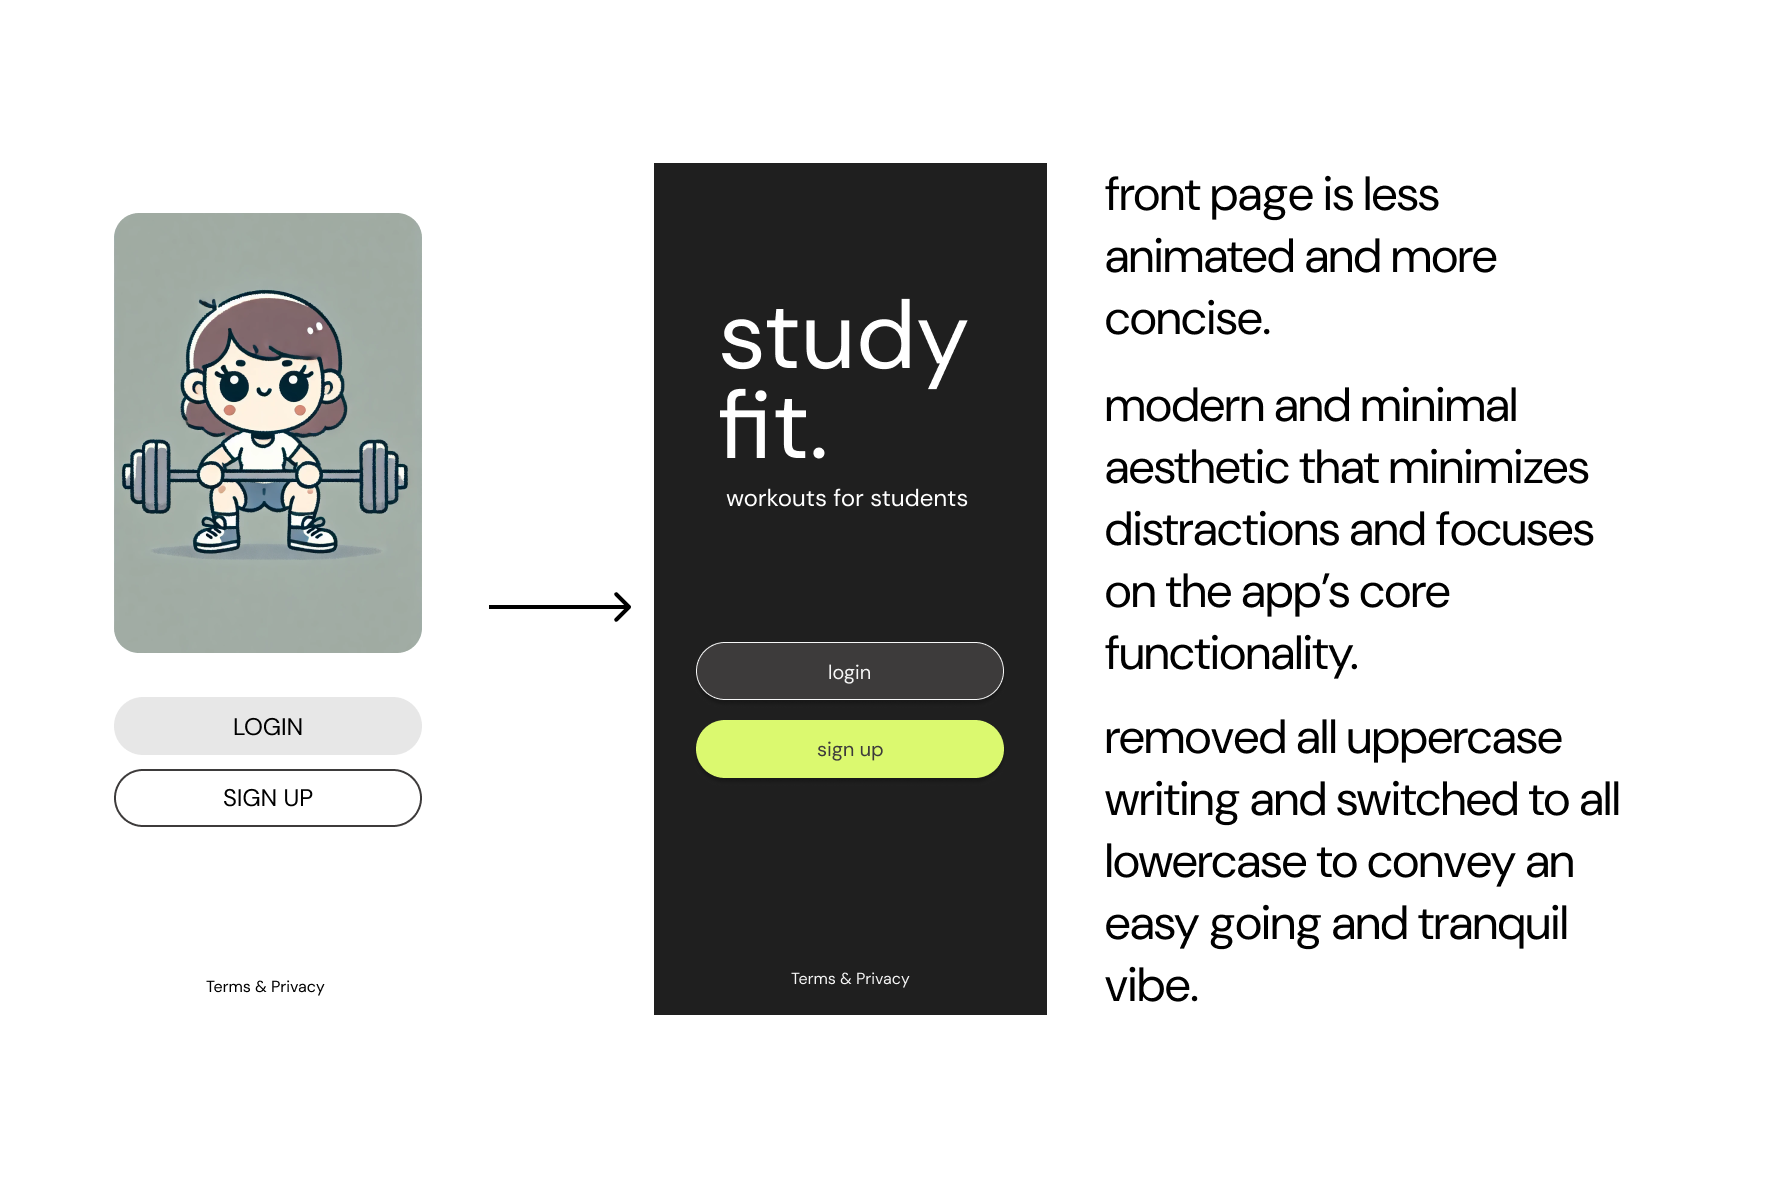 LOGIN
SIGN UP
Terms & Privacy
study
fit.
workouts for students
login
sign up
Terms & Privacy
front page is less
animated and more
concise.
modern and minimal
aesthetic that minimizes
distractions and focuses
on the app’s core
functionality.
removed all uppercase
writing and switched to all
lowercase to convey an
easy going and tranquil
vibe.